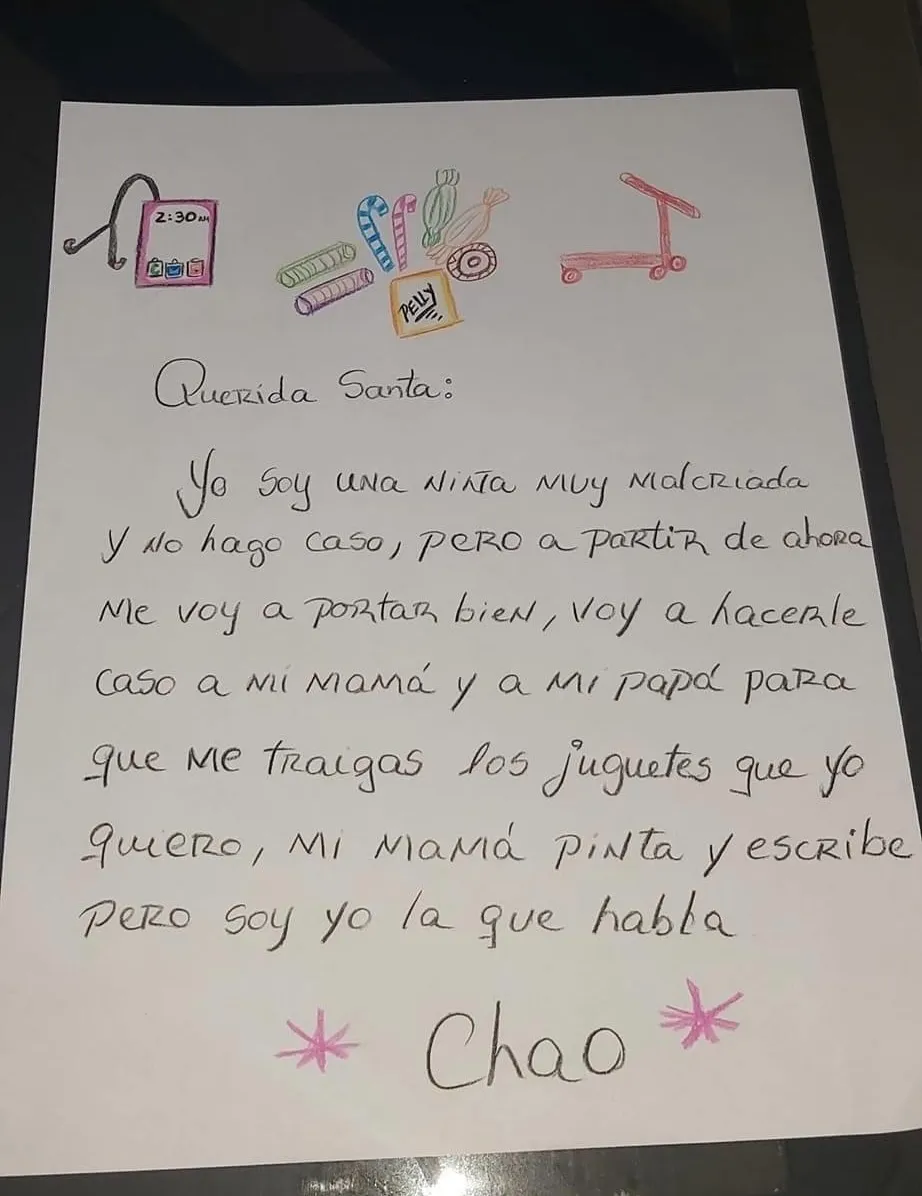 2:30 AM
PELLY
Querida Santa:
Yo soy una niña muy malcriada
y no hago caso, pero a partir de ahora
me voy a portar bien, voy a hacerle
caso a mi mamá y a mi papá para
que me traigas los juguetes que yo
quiero, mi mamá pinta y escribe
pero soy yo la que habla
Chao